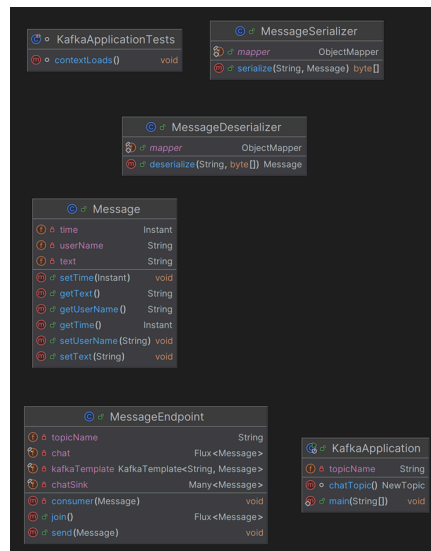 KafkaApplicationTests
contextLoads() void
MessageSerializer
mapper ObjectMapper
serialize(String, Message) byte[]
MessageDeserializer
mapper ObjectMapper
deserialize(String, byte[]) Message
Message
time Instant
userName String
text String
setTime(Instant) void
getText() String
getUserName() String
getTime() Instant
setUserName(String) void
setText(String) void
MessageEndpoint
topicName String
chat Flux<Message>
kafkaTemplate KafkaTemplate<String, Message>
chatSink Many<Message>
consumer(Message) void
join() Flux<Message>
send(Message) void
KafkaApplication
topicName String
chatTopic() NewTopic
main(String[]) void